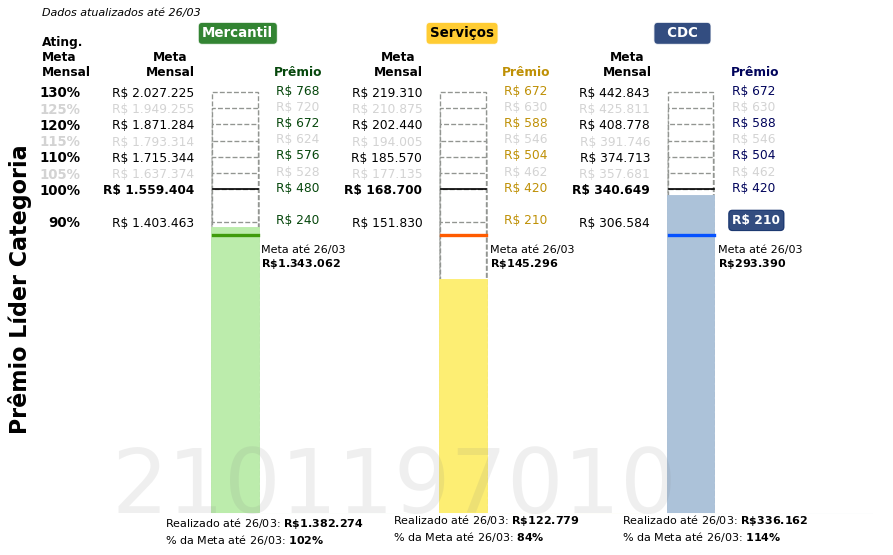 Dados atualizados até 26/03
Mercantil Serviços CDC
Ating. Meta Mensal Meta Mensal Prêmio Meta Mensal Prêmio Meta Mensal Prêmio
130% R$ 2.027.225 R$ 768 R$ 219.310 R$ 672 R$ 442.843 R$ 672
125% R$ 1.949.255 R$ 720 R$ 210.875 R$ 630 R$ 425.811 R$ 630
120% R$ 1.871.284 R$ 672 R$ 202.440 R$ 588 R$ 408.778 R$ 588
115% R$ 1.793.314 R$ 624 R$ 194.005 R$ 546 R$ 391.746 R$ 546
110% R$ 1.715.344 R$ 576 R$ 185.570 R$ 504 R$ 374.713 R$ 504
105% R$ 1.637.374 R$ 528 R$ 177.135 R$ 462 R$ 357.681 R$ 462
100% R$ 1.559.404 R$ 480 R$ 168.700 R$ 420 R$ 340.649 R$ 420
90% R$ 1.403.463 R$ 240 R$ 151.830 R$ 210 R$ 306.584 R$ 210
Meta até 26/03 Meta até 26/03 Meta até 26/03
R$1.343.062 R$145.296 R$293.390
Prêmio Líder Categoria
2101197010
Realizado até 26/03: R$1.382.274 Realizado até 26/03: R$122.779 Realizado até 26/03: R$336.162
% da Meta até 26/03: 102% % da Meta até 26/03: 84% % da Meta até 26/03: 114%